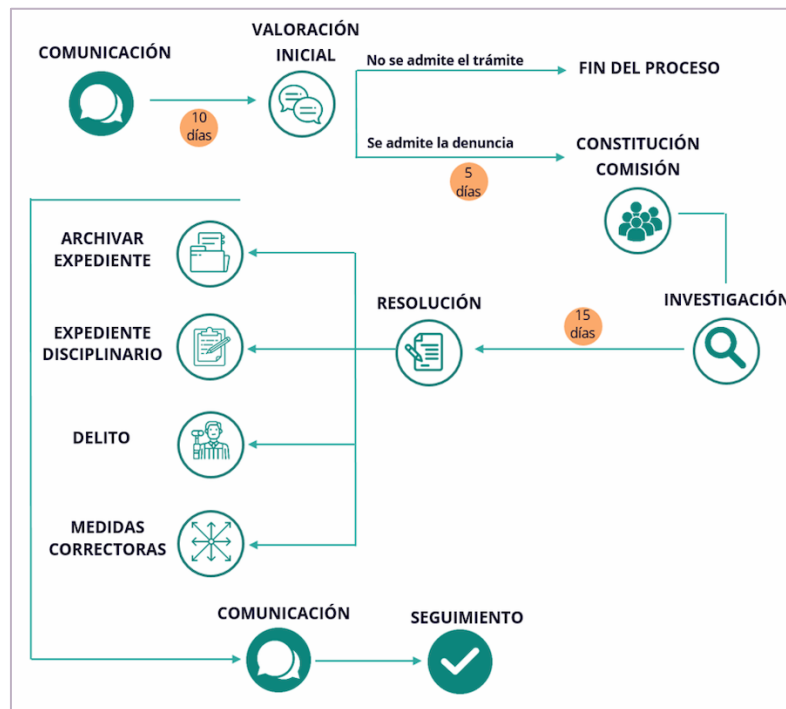 COMUNICACIÓN
10
días
VALORACIÓN
INICIAL
No se admite el trámite
FIN DEL PROCESO
Se admite la denuncia
5
días
CONSTITUCIÓN
COMISIÓN
INVESTIGACIÓN
15
días
RESOLUCIÓN
ARCHIVAR
EXPEDIENTE
EXPEDIENTE
DISCIPLINARIO
DELITO
MEDIDAS
CORRECTORAS
COMUNICACIÓN
SEGUIMIENTO